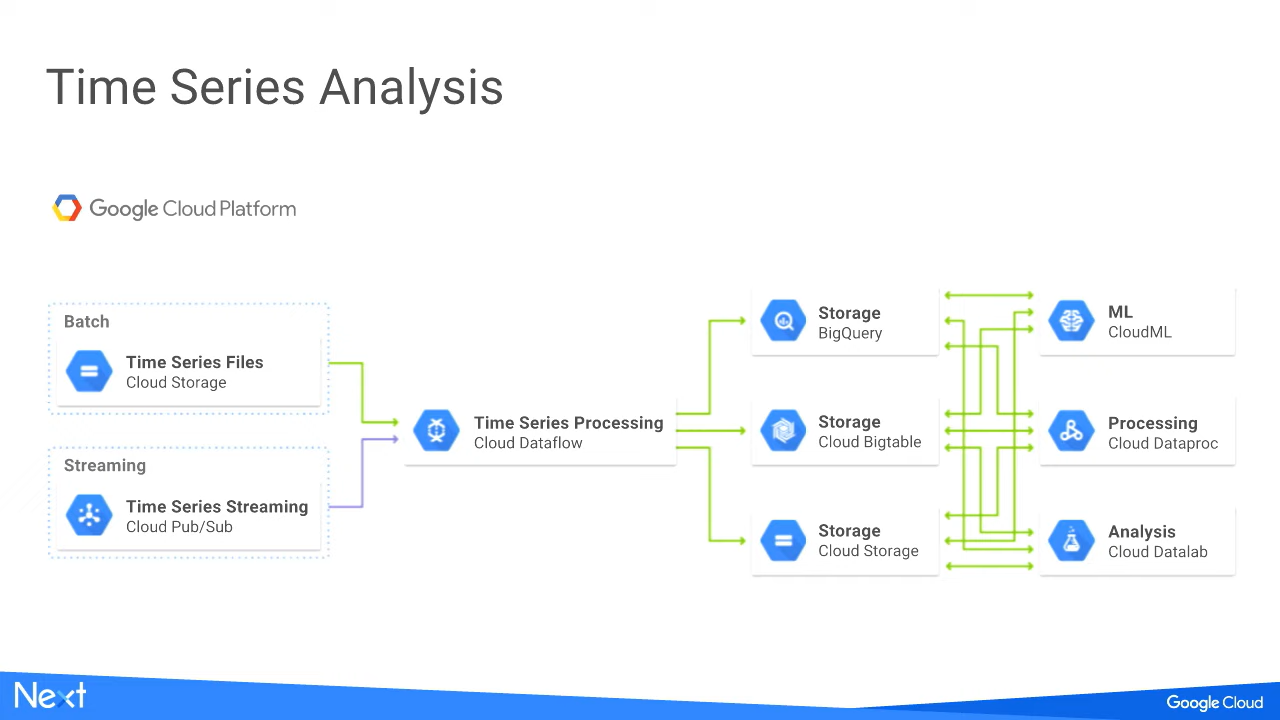 Time Series Analysis
Google Cloud Platform
Batch
Time Series Files
Cloud Storage
Streaming
Time Series Streaming
Cloud Pub/Sub
Time Series Processing
Cloud Dataflow
Storage
BigQuery
Storage
Cloud Bigtable
Storage
Cloud Storage
ML
CloudML
Processing
Cloud Dataproc
Analysis
Cloud Datalab
Next
Google Cloud